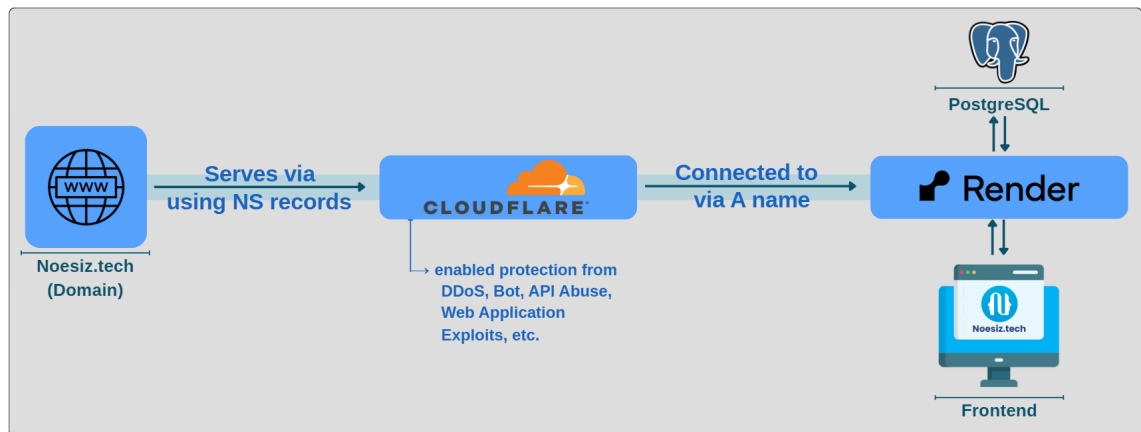 PostgreSQL
WWW
Serves via
using NS records
CLOUDFLARE
Connected to
via A name
Render
Noesiz.tech
(Domain)
enabled protection from
DDoS, Bot, API Abuse,
Web Application
Exploits, etc.
Noesiz.tech
Frontend